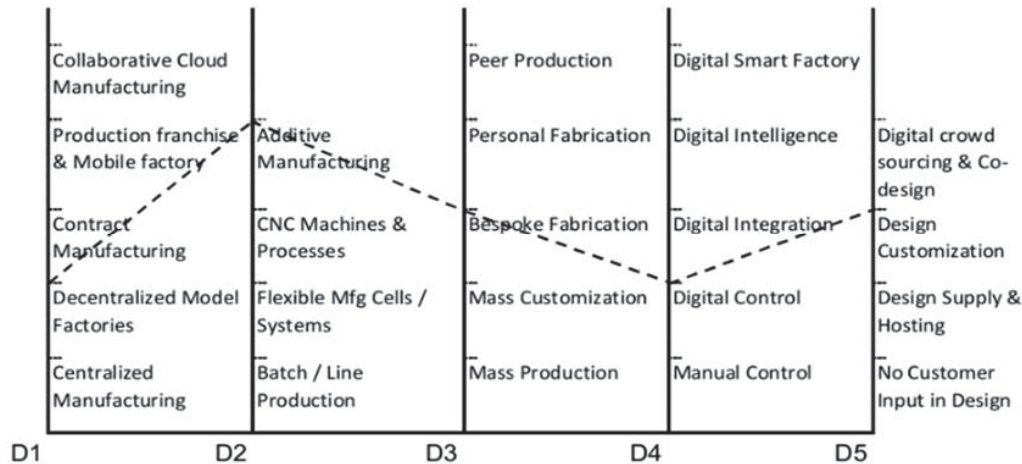 Collaborative Cloud
Manufacturing
Production franchise
& Mobile factory
Contract
Manufacturing
Decentralized Model
Factories
Centralized
Manufacturing
Additive
Manufacturing
CNC Machines &
Processes
Flexible Mfg Cells /
Systems
Batch / Line
Production
Peer Production
Personal Fabrication
Bespoke Fabrication
Mass Customization
Mass Production
Digital Smart Factory
Digital Intelligence
Digital Integration
Digital Control
Manual Control
Digital crowd
sourcing & Co-
design
Design
Customization
Design Supply &
Hosting
No Customer
Input in Design
D1
D2
D3
D4
D5